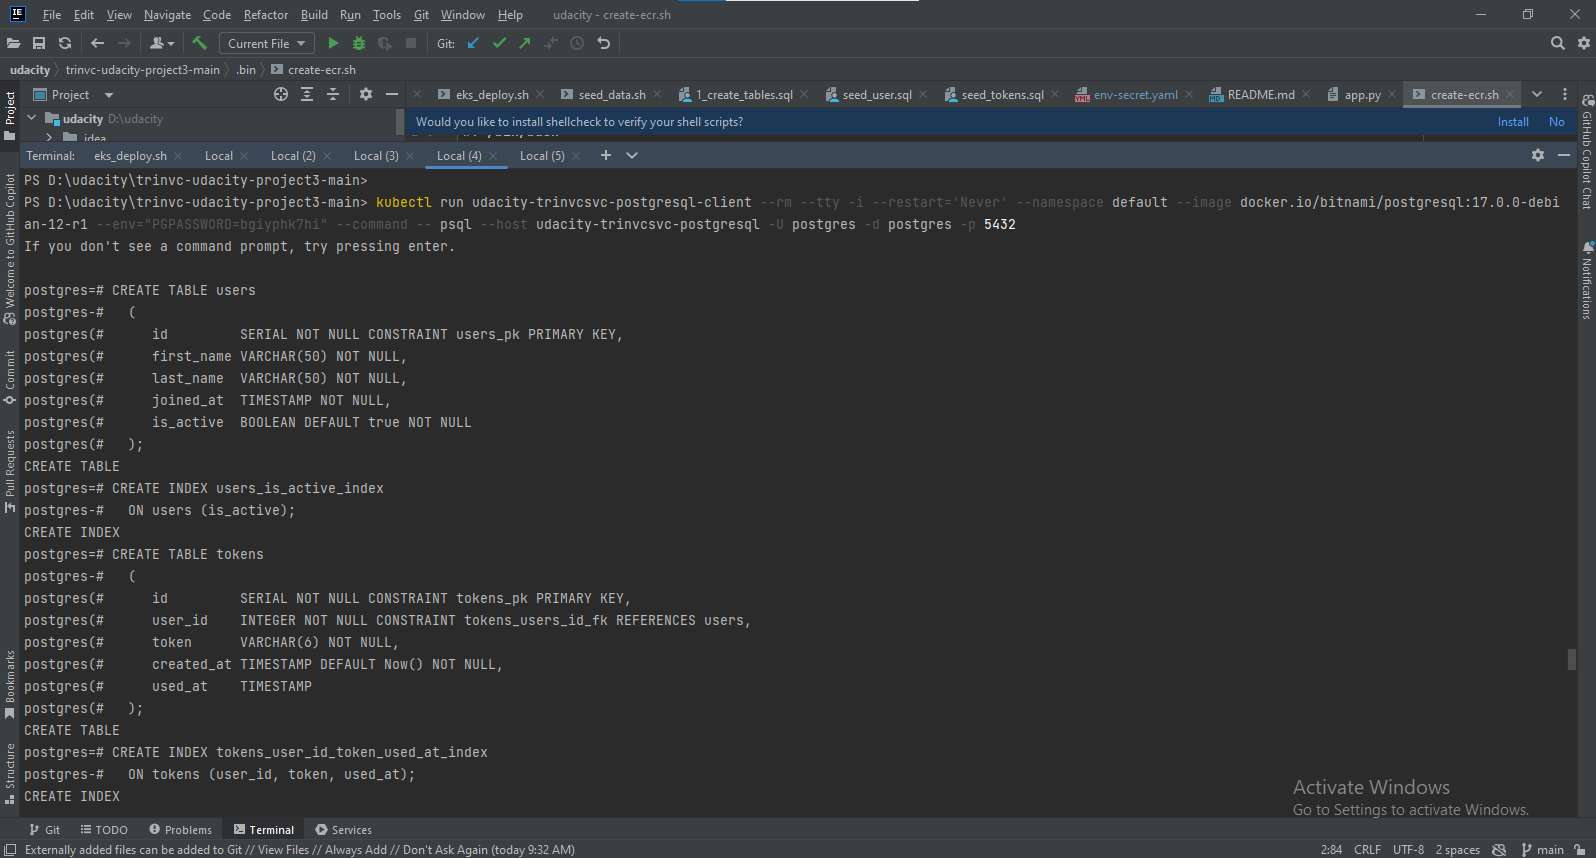 File Edit View Navigate Code Refactor Build Run Tools Git Window Help udacity - create-ecr.sh
Current File Git:
udacity trinvc-udacity-project3-main .bin create-ecr.sh
Project eks_deploy.sh seed_data.sh 1_create_tables.sql seed_user.sql seed_tokens.sql env-secret.yaml README.md app.py create-ecr.sh
udacity D:\udacity
Would you like to install shellcheck to verify your shell scripts? Install No
idea
Terminal: eks_deploy.sh Local Local (2) Local (3) Local (4) Local (5)
PS D:\udacity\trinvc-udacity-project3-main>
PS D:\udacity\trinvc-udacity-project3-main> kubectl run udacity-trinvcsvc-postgresql-client --rm --tty -i --restart='Never' --namespace default --image docker.io/bitnami/postgresql:17.0.0-debi
an-12-r1 --env="PGPASSWORD=bgiyphk7hi" --command -- psql --host udacity-trinvcsvc-postgresql -U postgres -d postgres -p 5432
If you don't see a command prompt, try pressing enter.
postgres=# CREATE TABLE users
postgres-#   (
postgres(#      id         SERIAL NOT NULL CONSTRAINT users_pk PRIMARY KEY,
postgres(#      first_name VARCHAR(50) NOT NULL,
postgres(#      last_name  VARCHAR(50) NOT NULL,
postgres(#      joined_at  TIMESTAMP NOT NULL,
postgres(#      is_active  BOOLEAN DEFAULT true NOT NULL
postgres(#   );
CREATE TABLE
postgres=# CREATE INDEX users_is_active_index
postgres-#   ON users (is_active);
CREATE INDEX
postgres=# CREATE TABLE tokens
postgres-#   (
postgres(#      id         SERIAL NOT NULL CONSTRAINT tokens_pk PRIMARY KEY,
postgres(#      user_id    INTEGER NOT NULL CONSTRAINT tokens_users_id_fk REFERENCES users,
postgres(#      token      VARCHAR(6) NOT NULL,
postgres(#      created_at TIMESTAMP DEFAULT Now() NOT NULL,
postgres(#      used_at    TIMESTAMP
postgres(#   );
CREATE TABLE
postgres=# CREATE INDEX tokens_user_id_token_used_at_index
postgres-#   ON tokens (user_id, token, used_at);
CREATE INDEX
Activate Windows
Go to Settings to activate Windows.
Project
Welcome to GitHub Copilot
Commit
Pull Requests
Bookmarks
Structure
GitHub Copilot Chat
Notifications
Git TODO Problems Terminal Services
Externally added files can be added to Git // View Files // Always Add // Don't Ask Again (today 9:32 AM) 2:84 CRLF UTF-8 2 spaces main